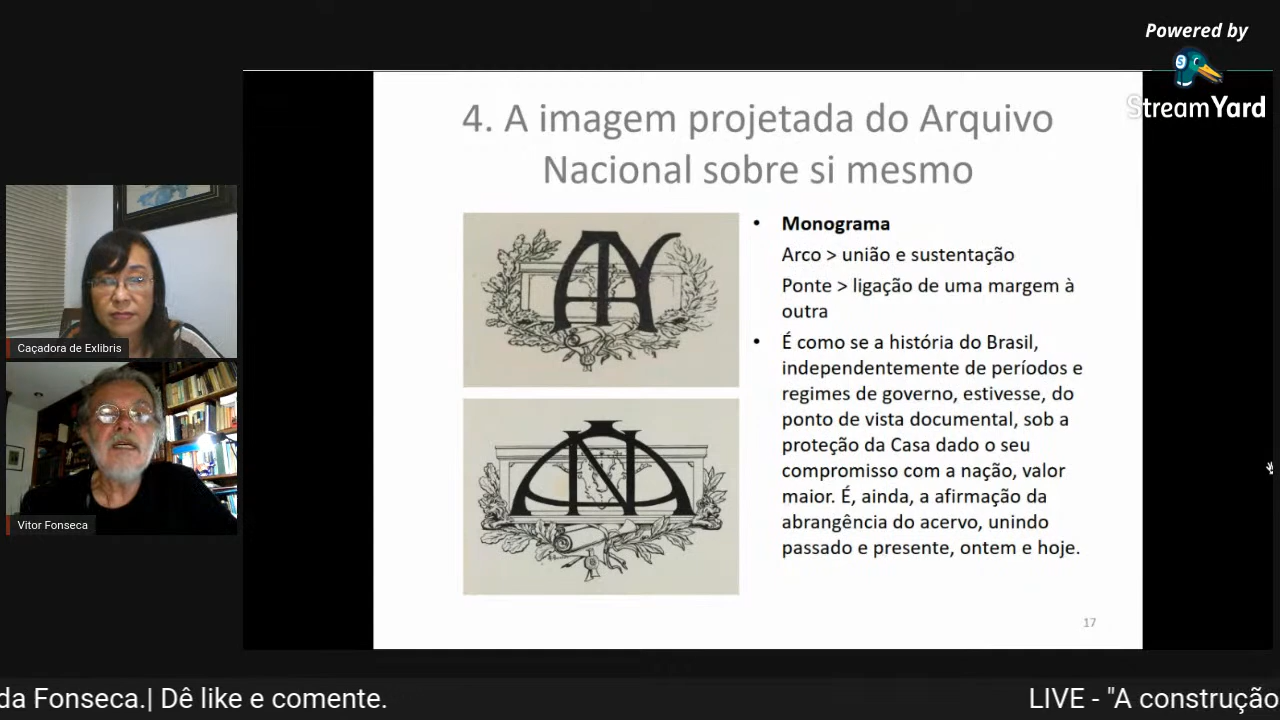 Powered by
StreamYard
4. A imagem projetada do Arquivo
Nacional sobre si mesmo
• Monograma
Arco > união e sustentação
Ponte > ligação de uma margem à
outra
• É como se a história do Brasil,
independentemente de períodos e
regimes de governo, estivesse, do
ponto de vista documental, sob a
proteção da Casa dado o seu
compromisso com a nação, valor
maior. É, ainda, a afirmação da
abrangência do acervo, unindo
passado e presente, ontem e hoje.
17
Caçadora de Exlibris
Vitor Fonseca
da Fonseca.| Dê like e comente.
LIVE - "A construção